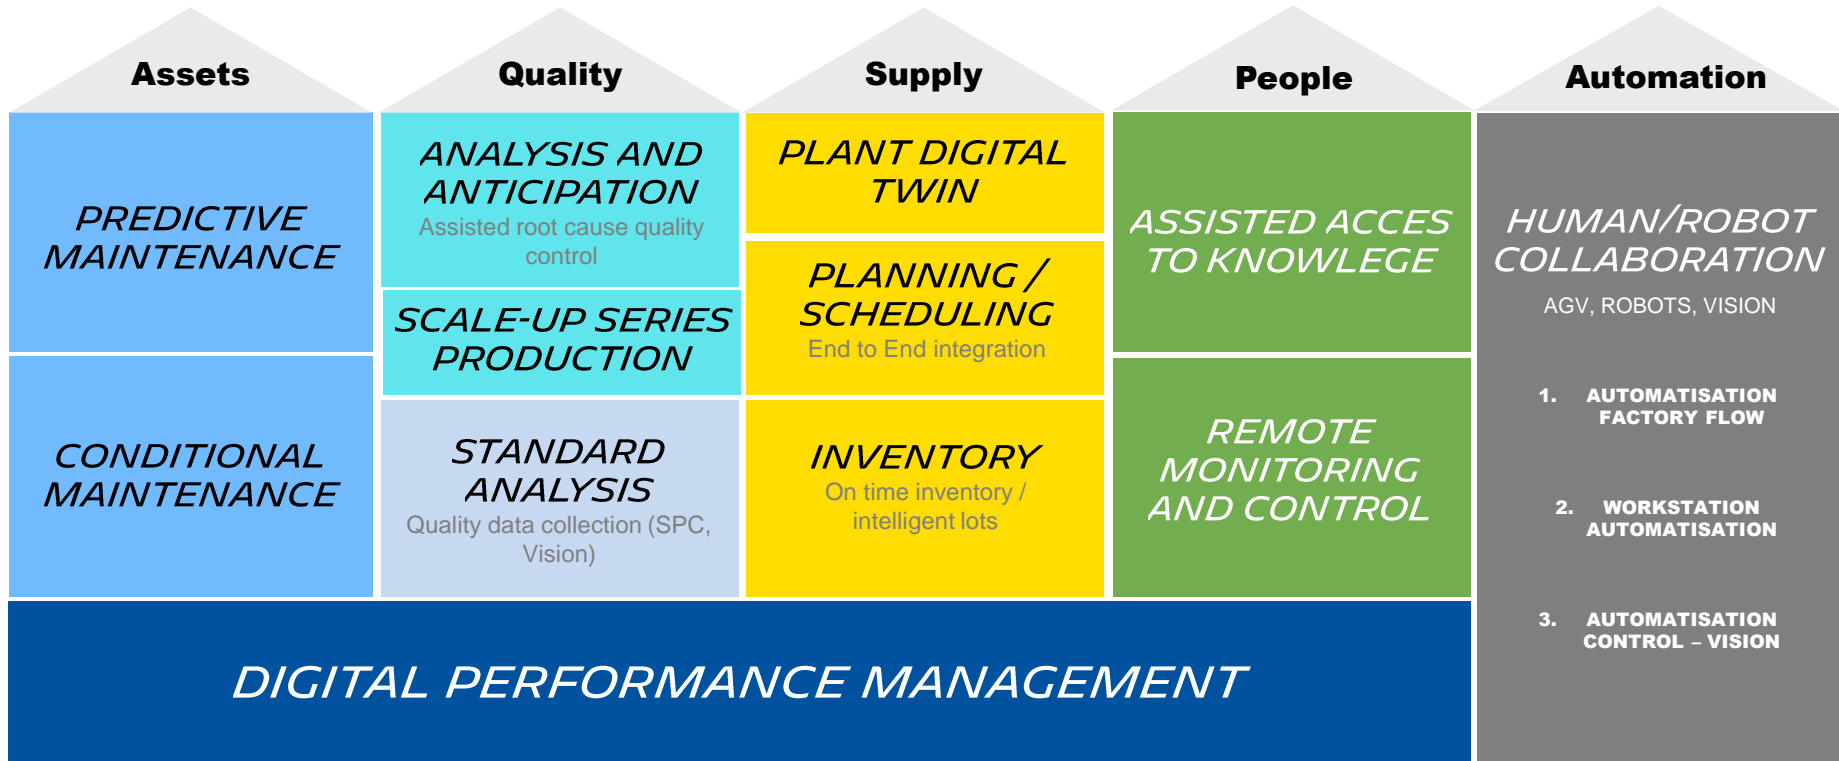 Assets
PREDICTIVE
MAINTENANCE
CONDITIONAL
MAINTENANCE
Quality
ANALYSIS AND
ANTICIPATION
Assisted root cause quality
control
SCALE-UP SERIES
PRODUCTION
STANDARD
ANALYSIS
Quality data collection (SPC,
Vision)
Supply
PLANT DIGITAL
TWIN
PLANNING /
SCHEDULING
End to End integration
INVENTORY
On time inventory /
intelligent lots
People
ASSISTED ACCES
TO KNOWLEGE
REMOTE
MONITORING
AND CONTROL
Automation
HUMAN/ROBOT
COLLABORATION
AGV, ROBOTS, VISION
1. AUTOMATISATION
FACTORY FLOW
2. WORKSTATION
AUTOMATISATION
3. AUTOMATISATION
CONTROL – VISION
DIGITAL PERFORMANCE MANAGEMENT